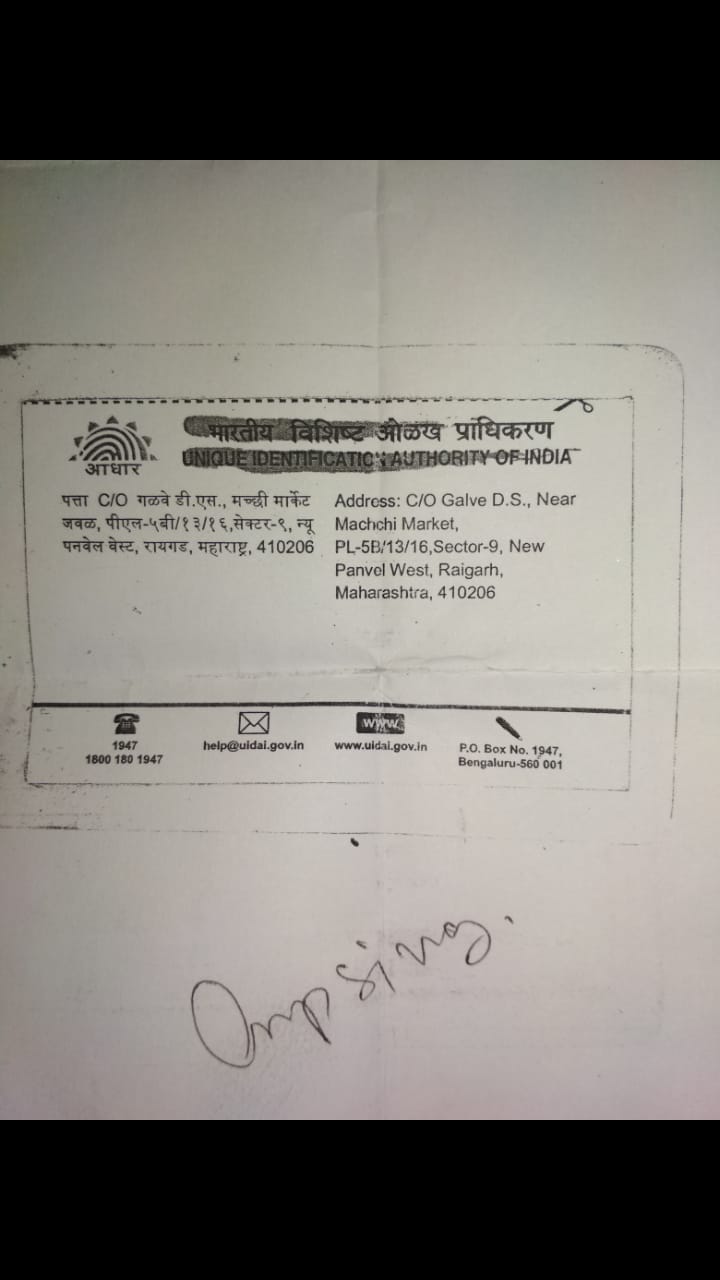 भारतीय विशिष्ट ओळख प्राधिकरण
UNIQUE IDENTIFICATION AUTHORITY OF INDIA
आधार
पत्ता C/O गळवे डी.एस., मच्छी मार्केट
जवळ, पीएल-५बी/१३/१६,सेक्टर-९, न्यू
पनवेल वेस्ट, रायगड, महाराष्ट्र, 410206
Address: C/O Galve D.S., Near
Machchi Market,
PL-5B/13/16,Sector-9, New
Panvel West, Raigarh,
Maharashtra, 410206
1947
1800 180 1947
help@uidai.gov.in
www
www.uidai.gov.in
P.O. Box No. 1947,
Bengaluru-560 001